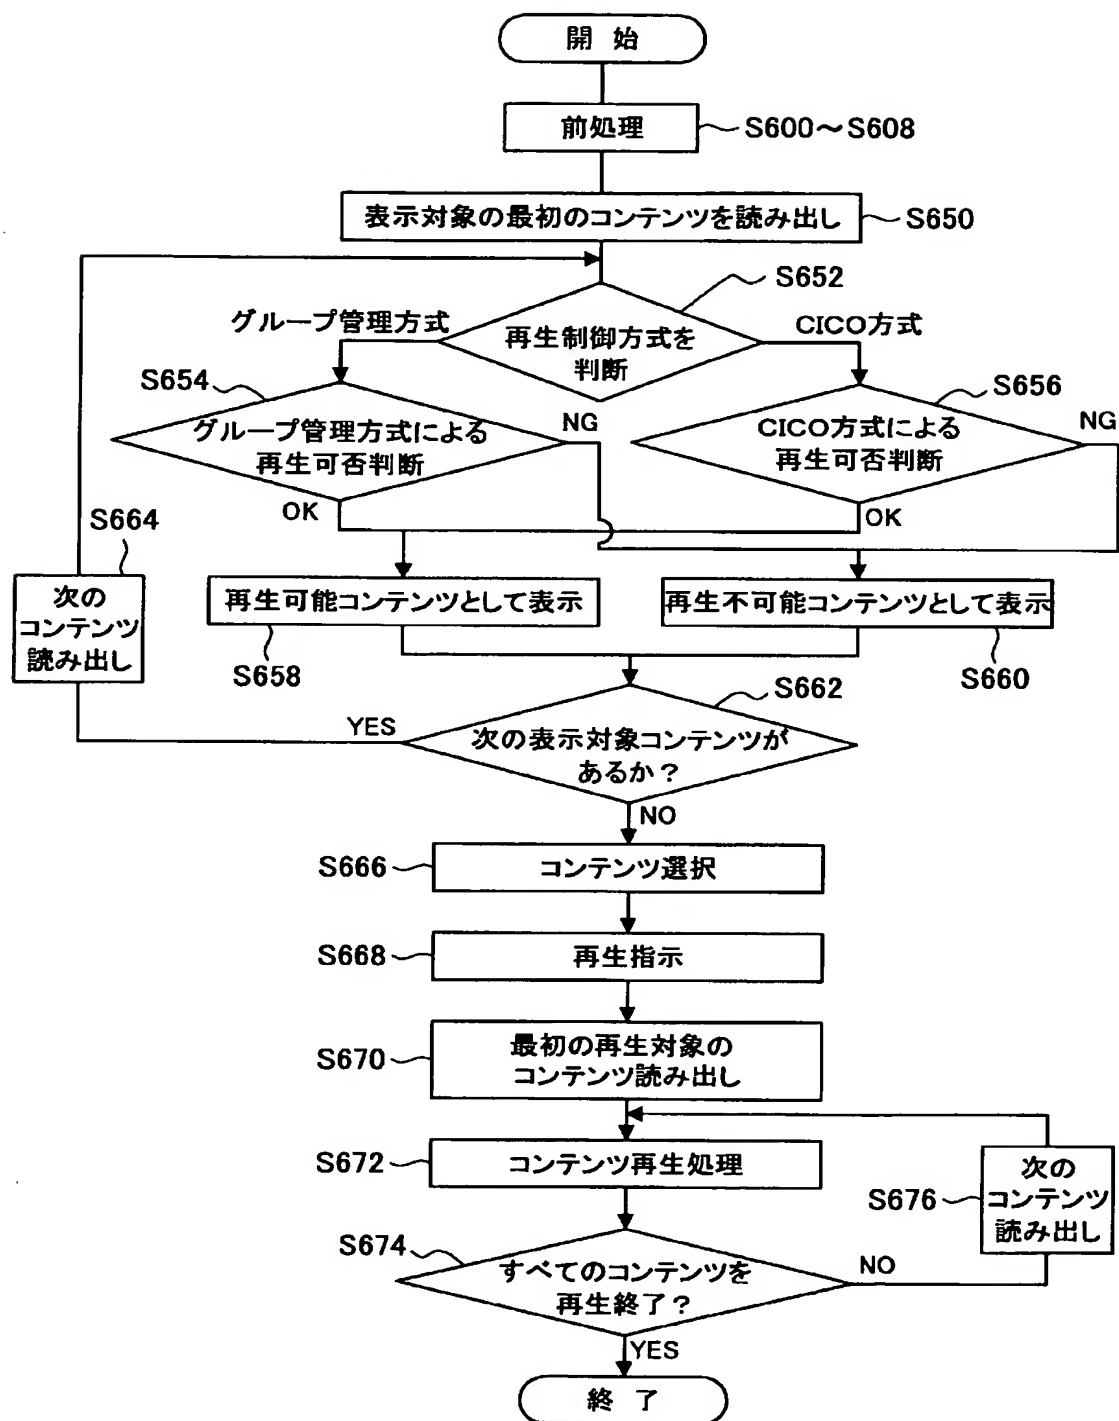 開始
前処理
S600～S608
表示対象の最初のコンテンツを読み出し
S650
S652
グループ管理方式
再生制御方式を
判断
CICO方式
S654
S656
グループ管理方式による
再生可否判断
NG
CICO方式による
再生可否判断
NG
OK
OK
S664
次の
コンテンツ
読み出し
再生可能コンテンツとして表示
再生不可能コンテンツとして表示
S658
S660
S662
YES
次の表示対象コンテンツが
あるか？
NO
S666
コンテンツ選択
S668
再生指示
S670
最初の再生対象の
コンテンツ読み出し
S672
コンテンツ再生処理
S676
次の
コンテンツ
読み出し
S674
すべてのコンテンツを
再生終了？
NO
YES
終了